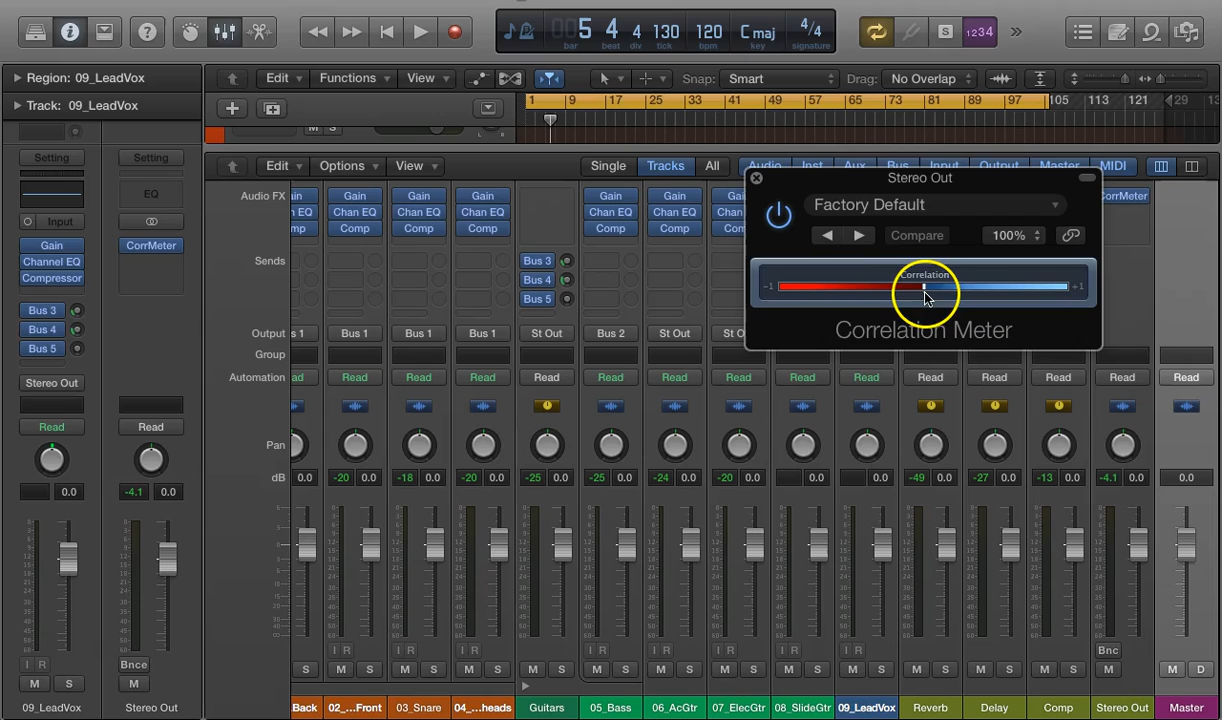 5 4 4 130 120 C maj 4/4
bar beat div tick bpm key signature
S 1234
Region: 09_LeadVox Edit Functions View Snap: Smart Drag: No Overlap
Track: 09_LeadVox 1 9 17 25 33 41 49 57 65 73 81 89 97 105 113 121 29 13
M S
Edit Options View Single Tracks All Audio Inst Aux Bus Input Output Master MIDI
Setting Setting
EQ
Input
Gain CorrMeter
Channel EQ
Compressor
Bus 3
Bus 4
Bus 5
Stereo Out
Read Read
0.0 -4.1 0.0
I R Bnce
M S M
09_LeadVox Stereo Out
Audio FX ain Gain Gain Gain Gain Gain Gai CorrMeter
n EQ Chan EQ Chan EQ Chan EQ Chan EQ Chan EQ Chan
mp Comp Comp Comp Comp Comp Comp
Sends Bus 3
Bus 4
Bus 5
Output s 1 Bus 1 Bus 1 Bus 1 St Out Bus 2 St Out St O
Group
Automation ad Read Read Read Read Read Read Read Read Read Read Read Read Read Read
Pan
dB 0.0 -20 0.0 -18 0.0 -20 0.0 -25 0.0 -25 0.0 -24 0.0 -20 0.0 0.0 0.0 -49 0.0 -27 0.0 -13 0.0 -4.1 0.0 0.0
I R I R I R I R I R I R I R I R Bnc
S M S M S M S M S M S M S M S M S M S M S M S M S M M D
Back 02_...Front 03_Snare 04_...heads Guitars 05_Bass 06_AcGtr 07_ElecGtr 08_SlideGtr 09_LeadVox Reverb Delay Comp Stereo Out Master
Stereo Out
Factory Default
Compare 100%
Correlation
-1 +1
Correlation Meter